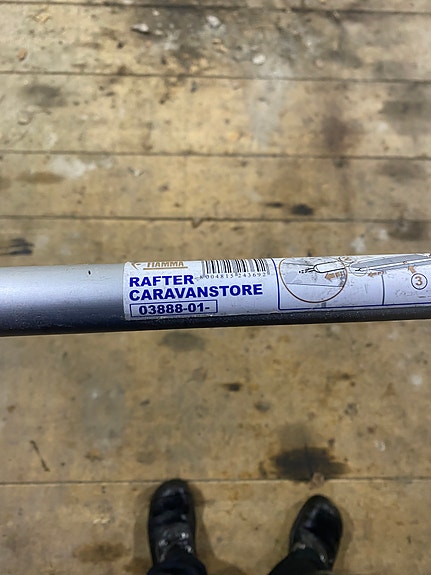 FIAMMA
RAFTER
CARAVANSTORE
03888-01-
3